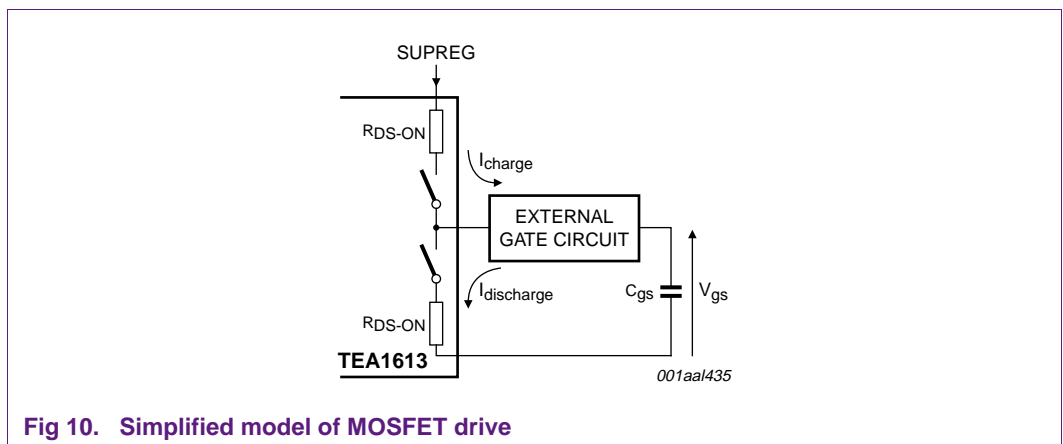 SUPREG
RDS-ON
Icharge
EXTERNAL
GATE CIRCUIT
Idischarge
Cgs
Vgs
RDS-ON
TEA1613
001aal435
Fig 10. Simplified model of MOSFET drive